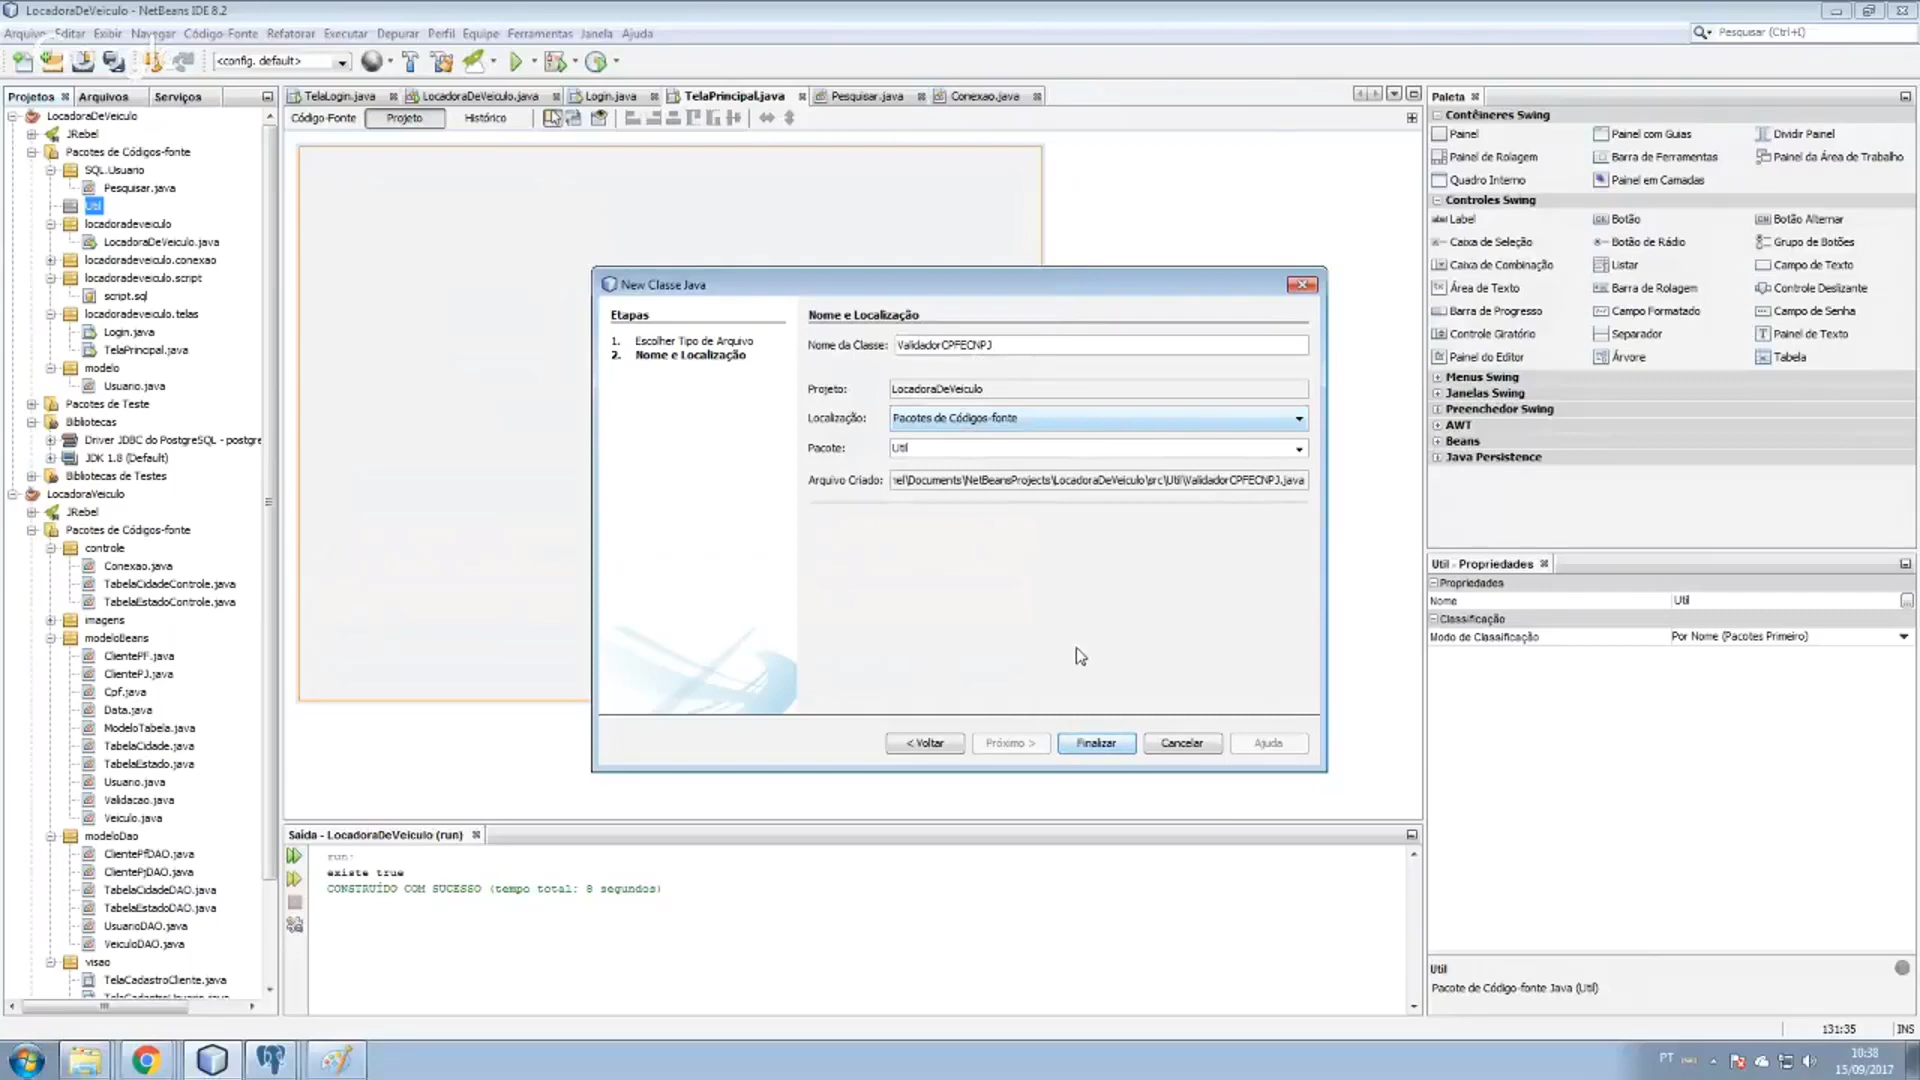 LocadoraDeVeiculo - NetBeans IDE 8.2
Arquivo Editar Exibir Navegar Código-Fonte Refatorar Executar Depurar Perfil Equipe Ferramentas Janela Ajuda
Pesquisar (Ctrl+I)
<config. default>
Projetos Arquivos Serviços
TelaLogin.java LocadoraDeVeiculo.java Login.java TelaPrincipal.java Pesquisar.java Conexao.java
Código-Fonte Projeto Histórico
LocadoraDeVeiculo
JRebel
Pacotes de Códigos-fonte
SQL.Usuario
Pesquisar.java
Util
locadoradeveiculo
LocadoraDeVeiculo.java
locadoradeveiculo.conexao
locadoradeveiculo.script
script.sql
locadoradeveiculo.telas
Login.java
TelaPrincipal.java
modelo
Usuario.java
Pacotes de Teste
Bibliotecas
Driver JDBC do PostgreSQL - postgre
JDK 1.8 (Default)
Bibliotecas de Testes
LocadoraVeiculo
JRebel
Pacotes de Códigos-fonte
controle
Conexao.java
TabelaCidadeControle.java
TabelaEstadoControle.java
imagens
modeloBeans
ClientePF.java
ClientePJ.java
Cpf.java
Data.java
ModeloTabela.java
TabelaCidade.java
TabelaEstado.java
Usuario.java
Validacao.java
Veiculo.java
modeloDao
ClientePfDAO.java
ClientePjDAO.java
TabelaCidadeDAO.java
TabelaEstadoDAO.java
UsuarioDAO.java
VeiculoDAO.java
visao
TelaCadastroCliente.java
TelaCadastroUsuario.java
New Classe Java
Etapas
1. Escolher Tipo de Arquivo
2. Nome e Localização
Nome e Localização
Nome da Classe: ValidadorCPFECNPJ
Projeto: LocadoraDeVeiculo
Localização: Pacotes de Códigos-fonte
Pacote: Util
Arquivo Criado: nel\Documents\NetBeansProjects\LocadoraDeVeiculo\src\Util\ValidadorCPFECNPJ.java
< Voltar Próximo > Finalizar Cancelar Ajuda
Saída - LocadoraDeVeiculo (run)
run:
existe true
CONSTRUÍDO COM SUCESSO (tempo total: 8 segundos)
Paleta
Contêineres Swing
Painel Painel com Guias Dividir Painel
Painel de Rolagem Barra de Ferramentas Painel da Área de Trabalho
Quadro Interno Painel em Camadas
Controles Swing
label Label OK Botão ON Botão Alternar
Caixa de Seleção Botão de Rádio Grupo de Botões
Caixa de Combinação Listar Campo de Texto
Área de Texto Barra de Rolagem Controle Deslizante
Barra de Progresso Campo Formatado Campo de Senha
Controle Giratório Separador Painel de Texto
Painel do Editor Árvore Tabela
Menus Swing
Janelas Swing
Preenchedor Swing
AWT
Beans
Java Persistence
Util - Propriedades
Propriedades
Nome Util
Classificação
Modo de Classificação Por Nome (Pacotes Primeiro)
Util
Pacote de Código-fonte Java (Util)
131:35 INS
PT
10:38
15/09/2017